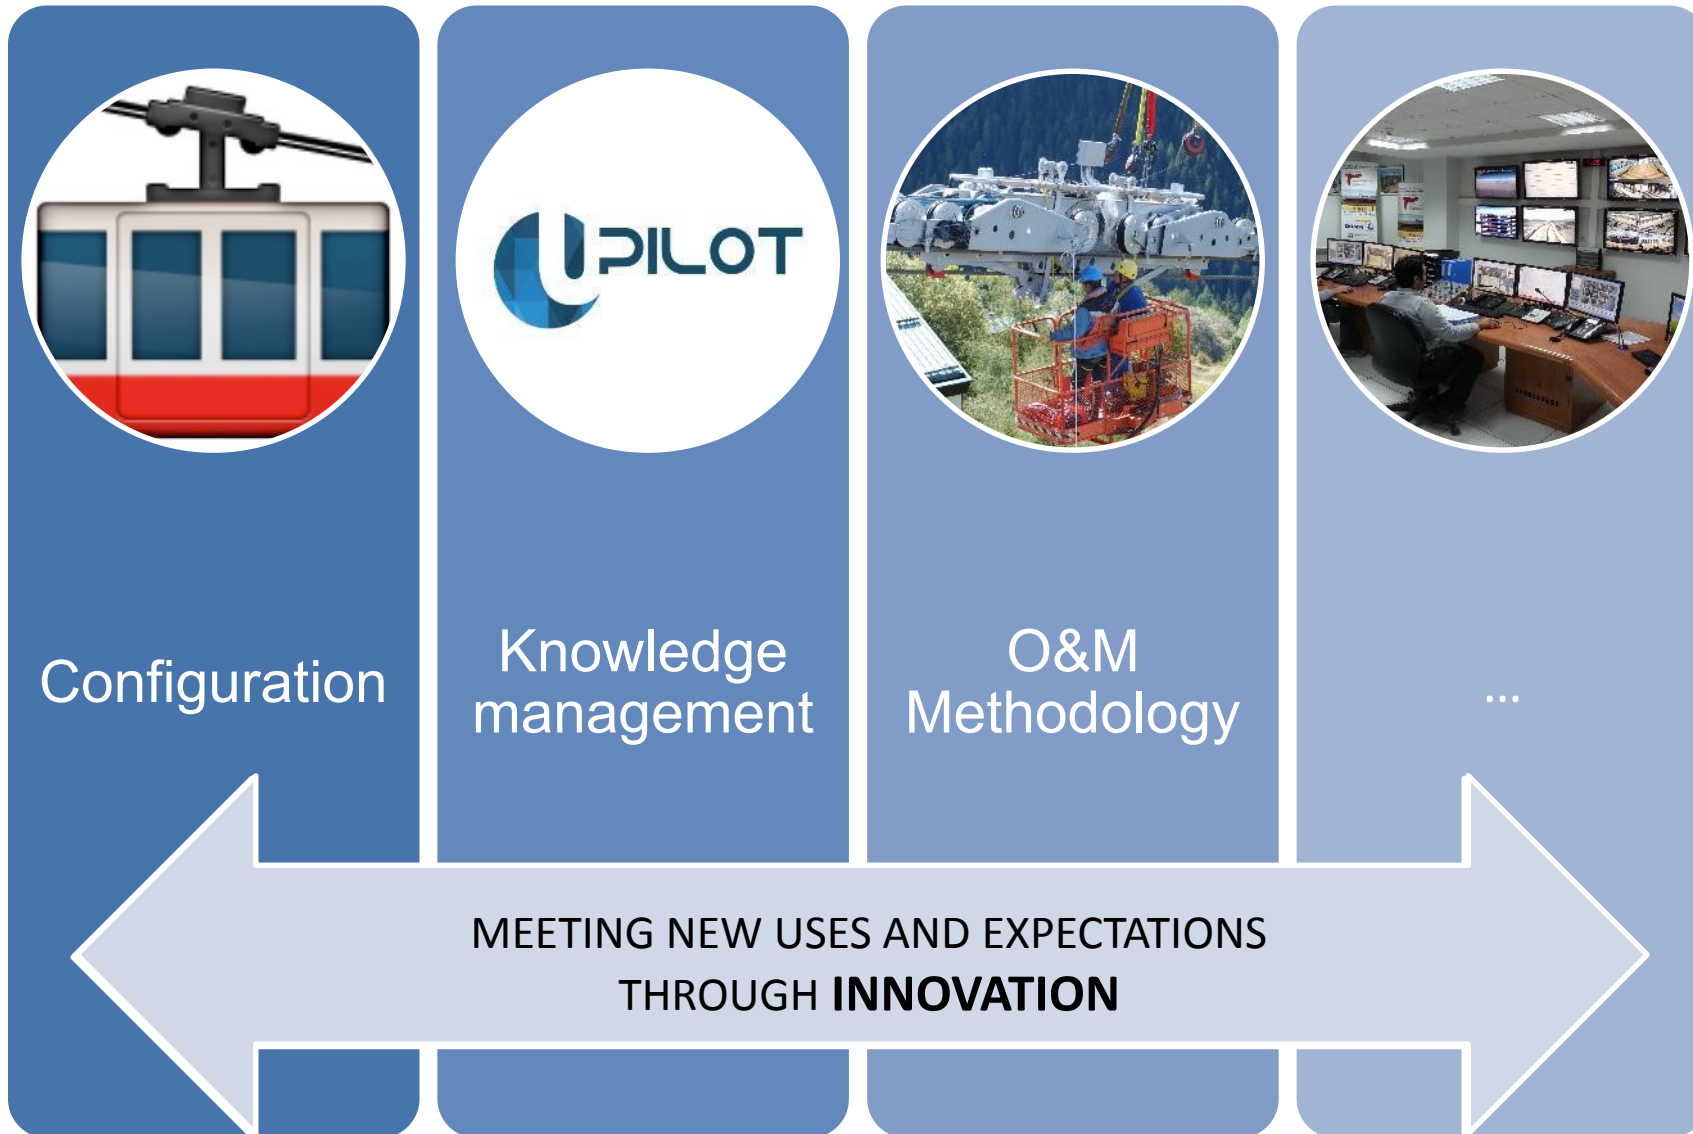 UPILOT
Configuration
Knowledge
management
O&M
Methodology
...
MEETING NEW USES AND EXPECTATIONS
THROUGH INNOVATION